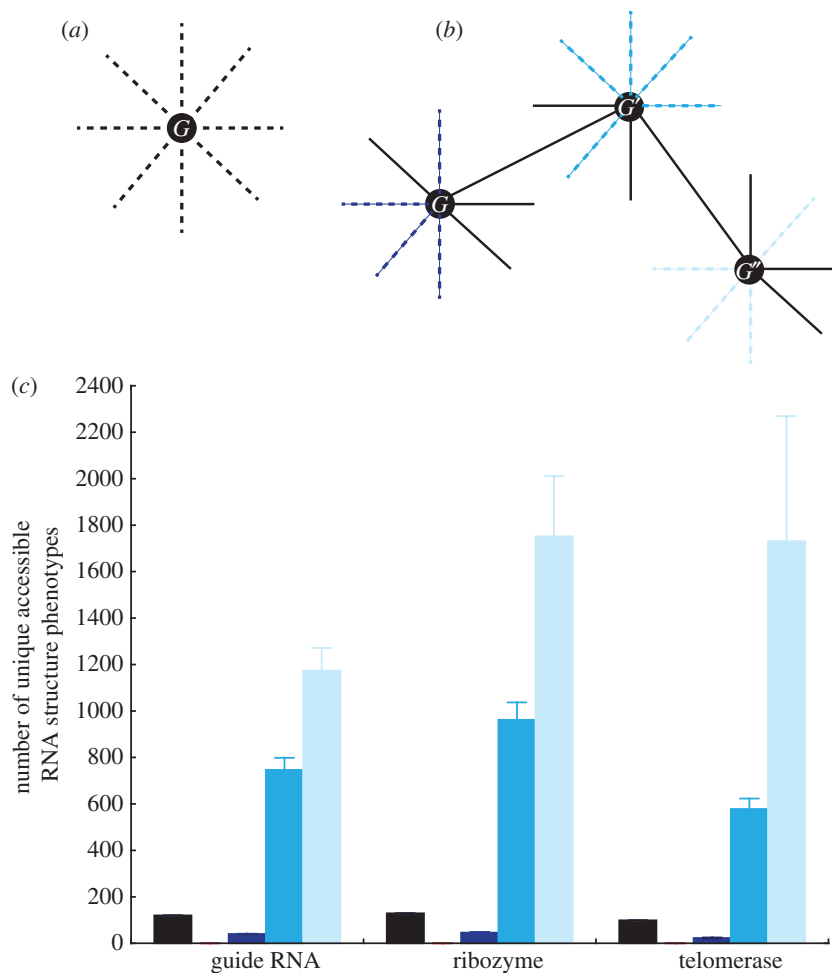 (a)
(b)
G
G′
G
G″
(c)
2400
2200
2000
1800
1600
1400
1200
1000
800
600
400
200
0
number of unique accessible
RNA structure phenotypes
guide RNA
ribozyme
telomerase